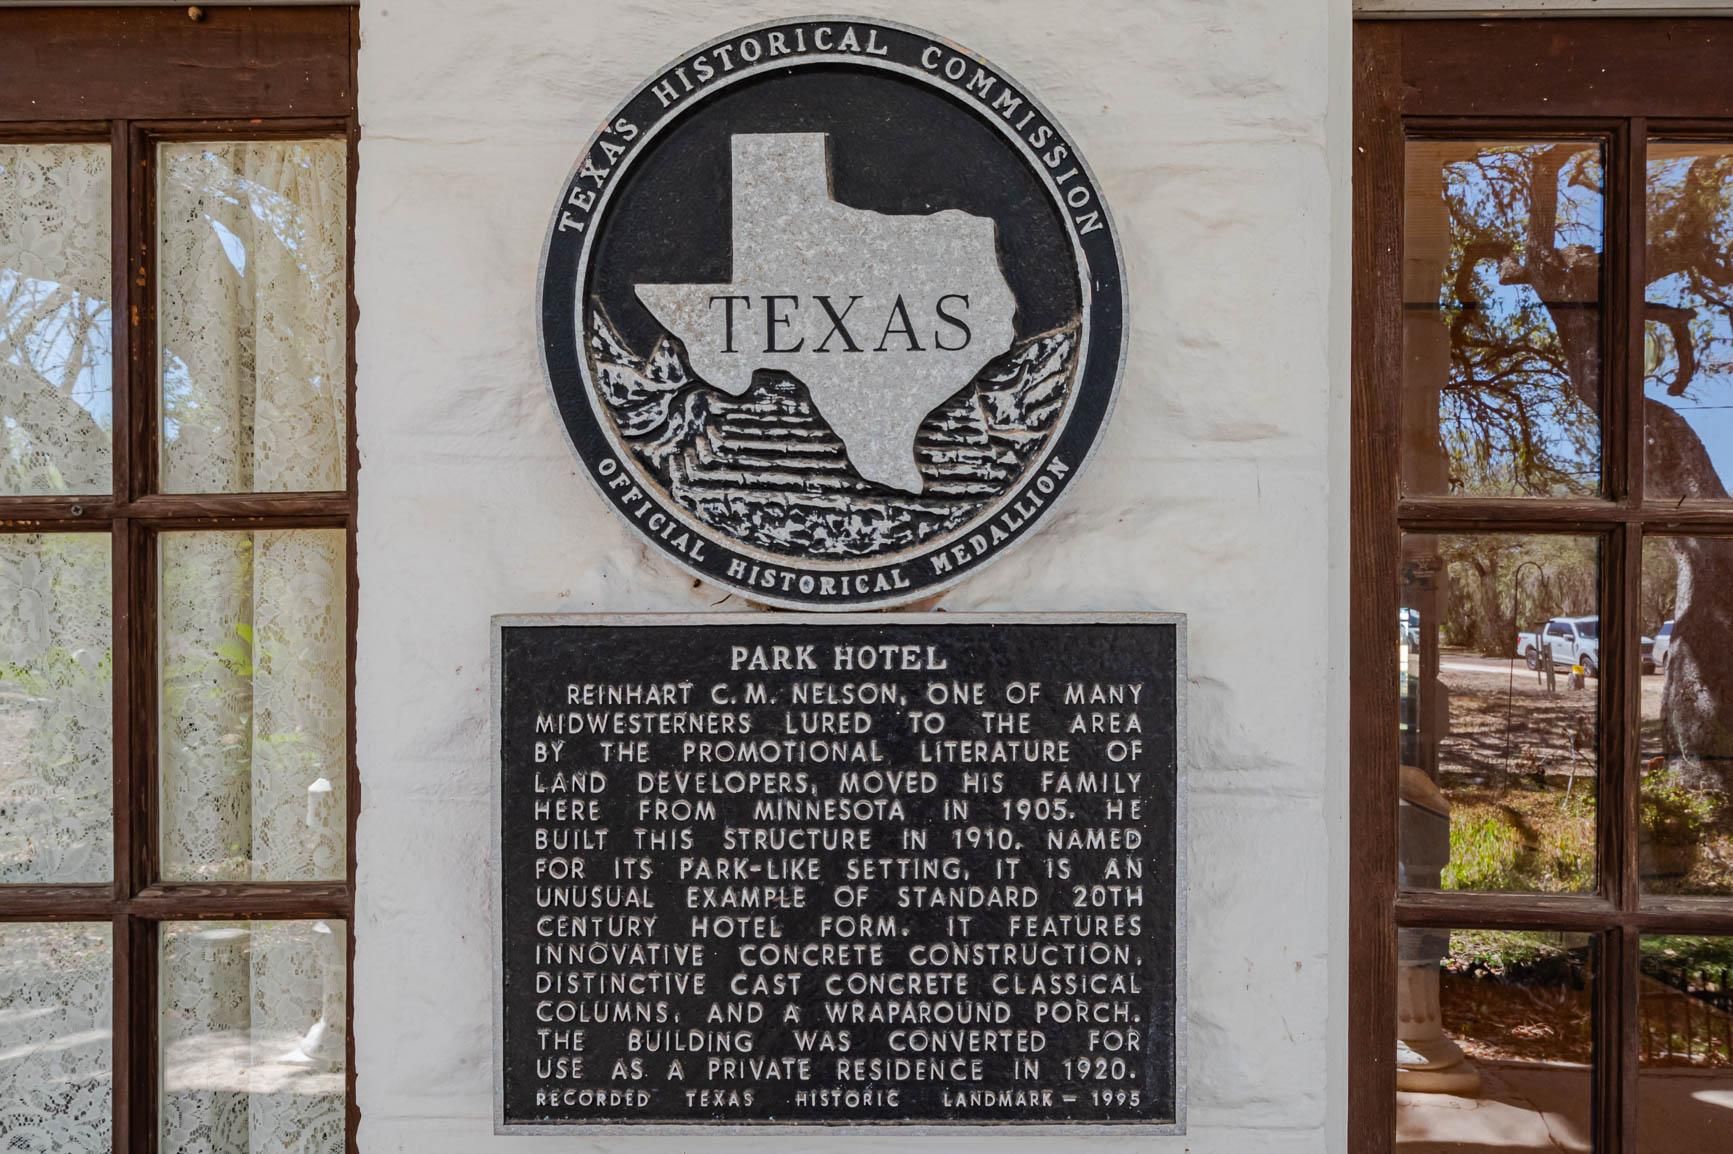 TEXAS HISTORICAL COMMISSION
TEXAS
OFFICIAL HISTORICAL MEDALLION
PARK HOTEL
REINHART C.M. NELSON, ONE OF MANY
MIDWESTERNERS LURED TO THE AREA
BY THE PROMOTIONAL LITERATURE OF
LAND DEVELOPERS, MOVED HIS FAMILY
HERE FROM MINNESOTA IN 1905. HE
BUILT THIS STRUCTURE IN 1910. NAMED
FOR ITS PARK-LIKE SETTING, IT IS AN
UNUSUAL EXAMPLE OF STANDARD 20TH
CENTURY HOTEL FORM. IT FEATURES
INNOVATIVE CONCRETE CONSTRUCTION,
DISTINCTIVE CAST CONCRETE CLASSICAL
COLUMNS, AND A WRAPAROUND PORCH.
THE BUILDING WAS CONVERTED FOR
USE AS A PRIVATE RESIDENCE IN 1920.
RECORDED TEXAS HISTORIC LANDMARK - 1995